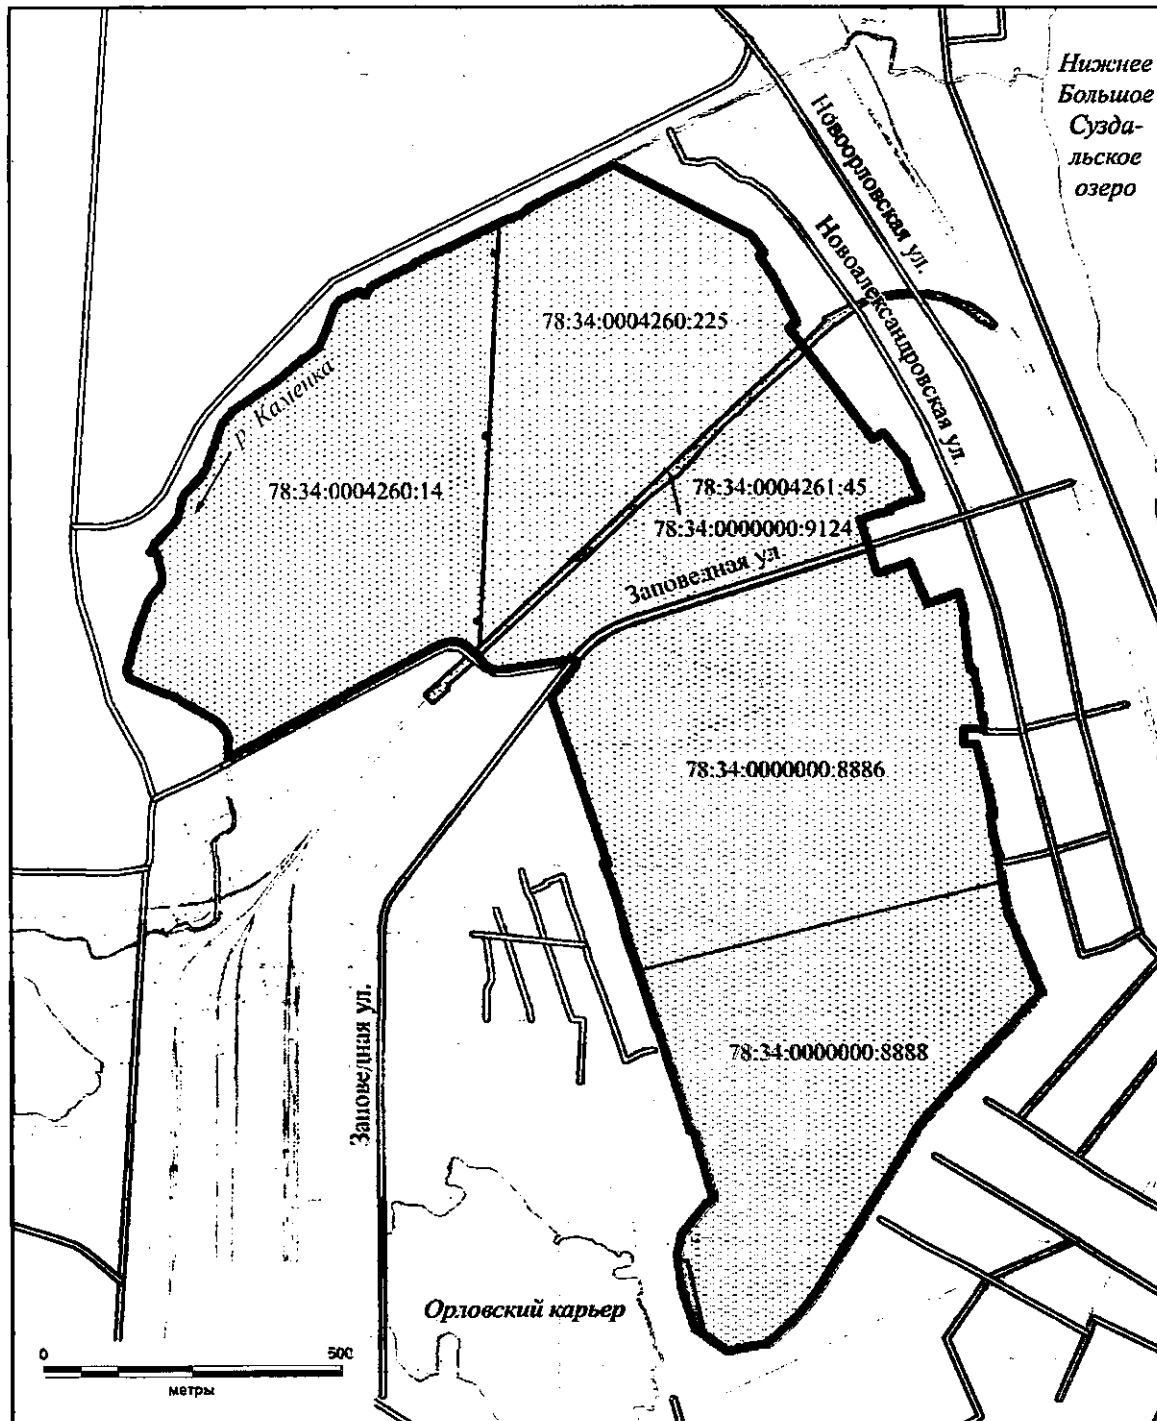 Нижнее
Большое
Сузда-
льское
озеро
Новоорловская ул.
Новоалександровская ул.
78:34:0004260:225
р. Каменка
78:34:0004260:14
78:34:0004261:45
78:34:0000000:9124
Заповедная ул.
78:34:0000000:8886
Заповедная ул.
78:34:0000000:8888
Орловский карьер
0 500
метры